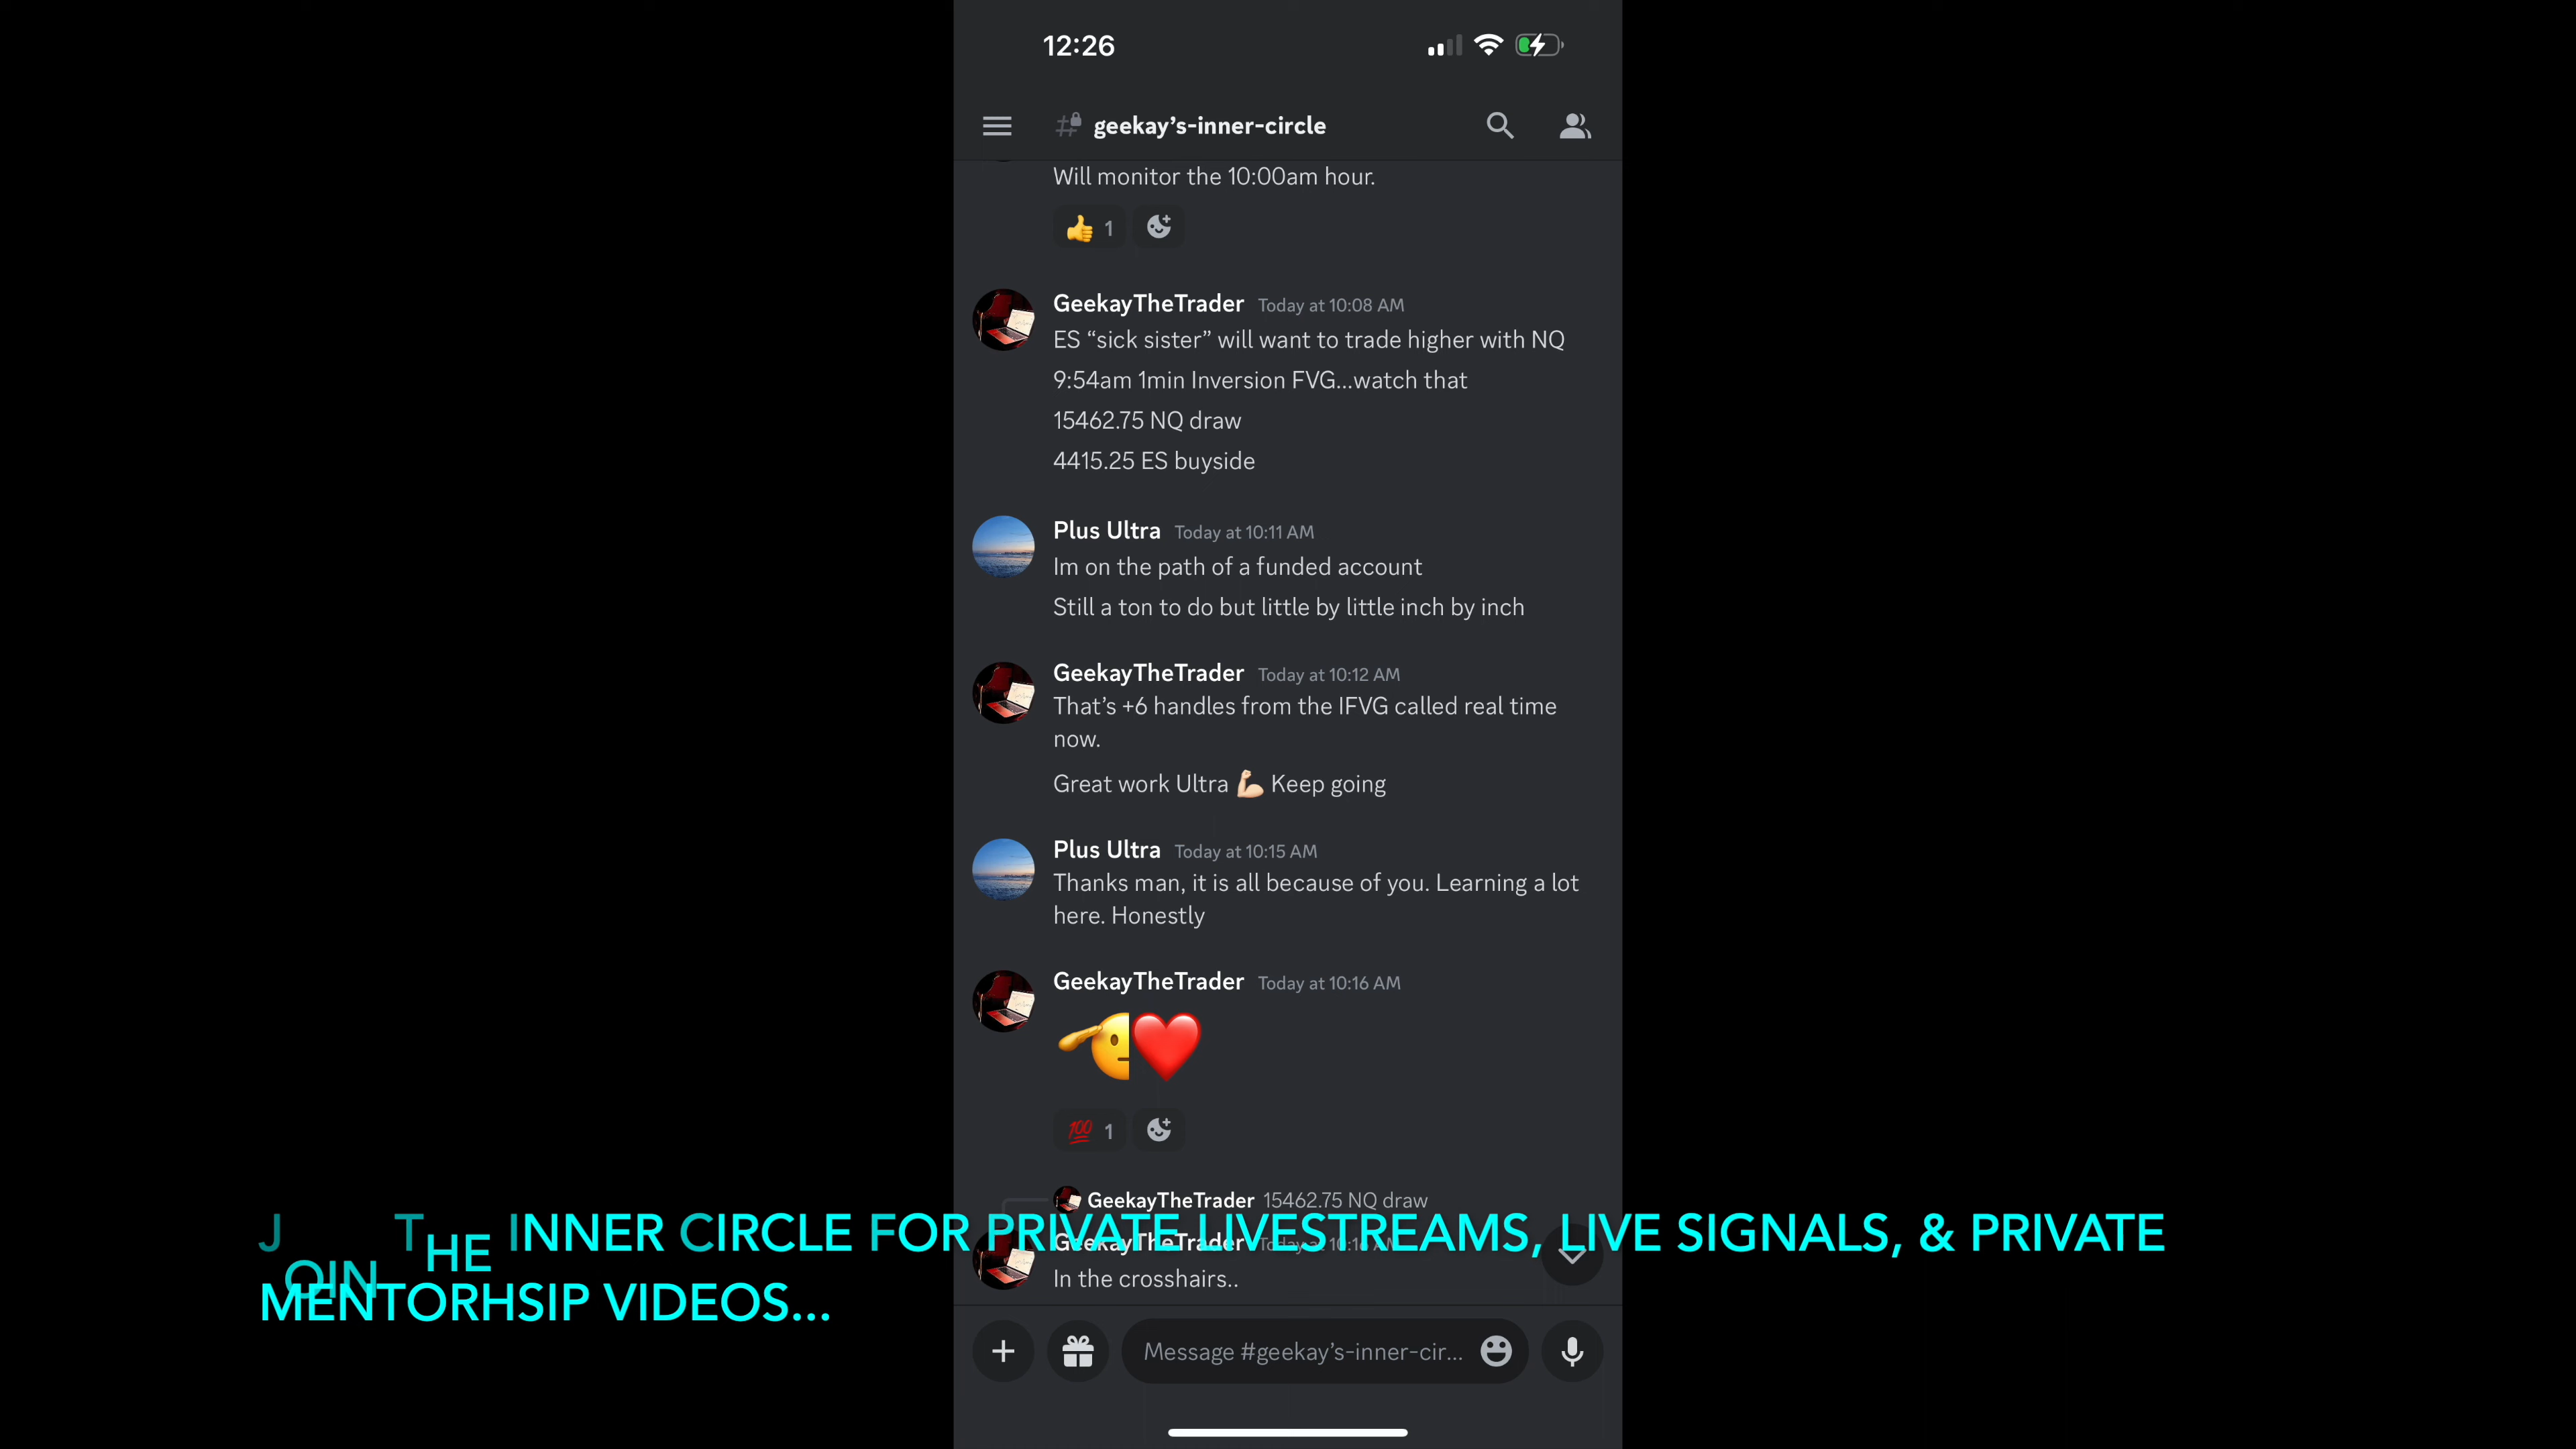 12:26
geekay’s-inner-circle
Will monitor the 10:00am hour.
👍 1
GeekayTheTrader Today at 10:08 AM
ES “sick sister” will want to trade higher with NQ
9:54am 1min Inversion FVG...watch that
15462.75 NQ draw
4415.25 ES buyside
Plus Ultra Today at 10:11 AM
Im on the path of a funded account
Still a ton to do but little by little inch by inch
GeekayTheTrader Today at 10:12 AM
That’s +6 handles from the IFVG called real time
now.
Great work Ultra 💪🏻 Keep going
Plus Ultra Today at 10:15 AM
Thanks man, it is all because of you. Learning a lot
here. Honestly
GeekayTheTrader Today at 10:16 AM
🫡❤️
💯 1
GeekayTheTrader 15462.75 NQ draw
GeekayTheTrader Today at 10:16 AM
In the crosshairs..
JOIN THE INNER CIRCLE FOR PRIVATE LIVESTREAMS, LIVE SIGNALS, & PRIVATE
MENTORHSIP VIDEOS...
Message #geekay’s-inner-cir...